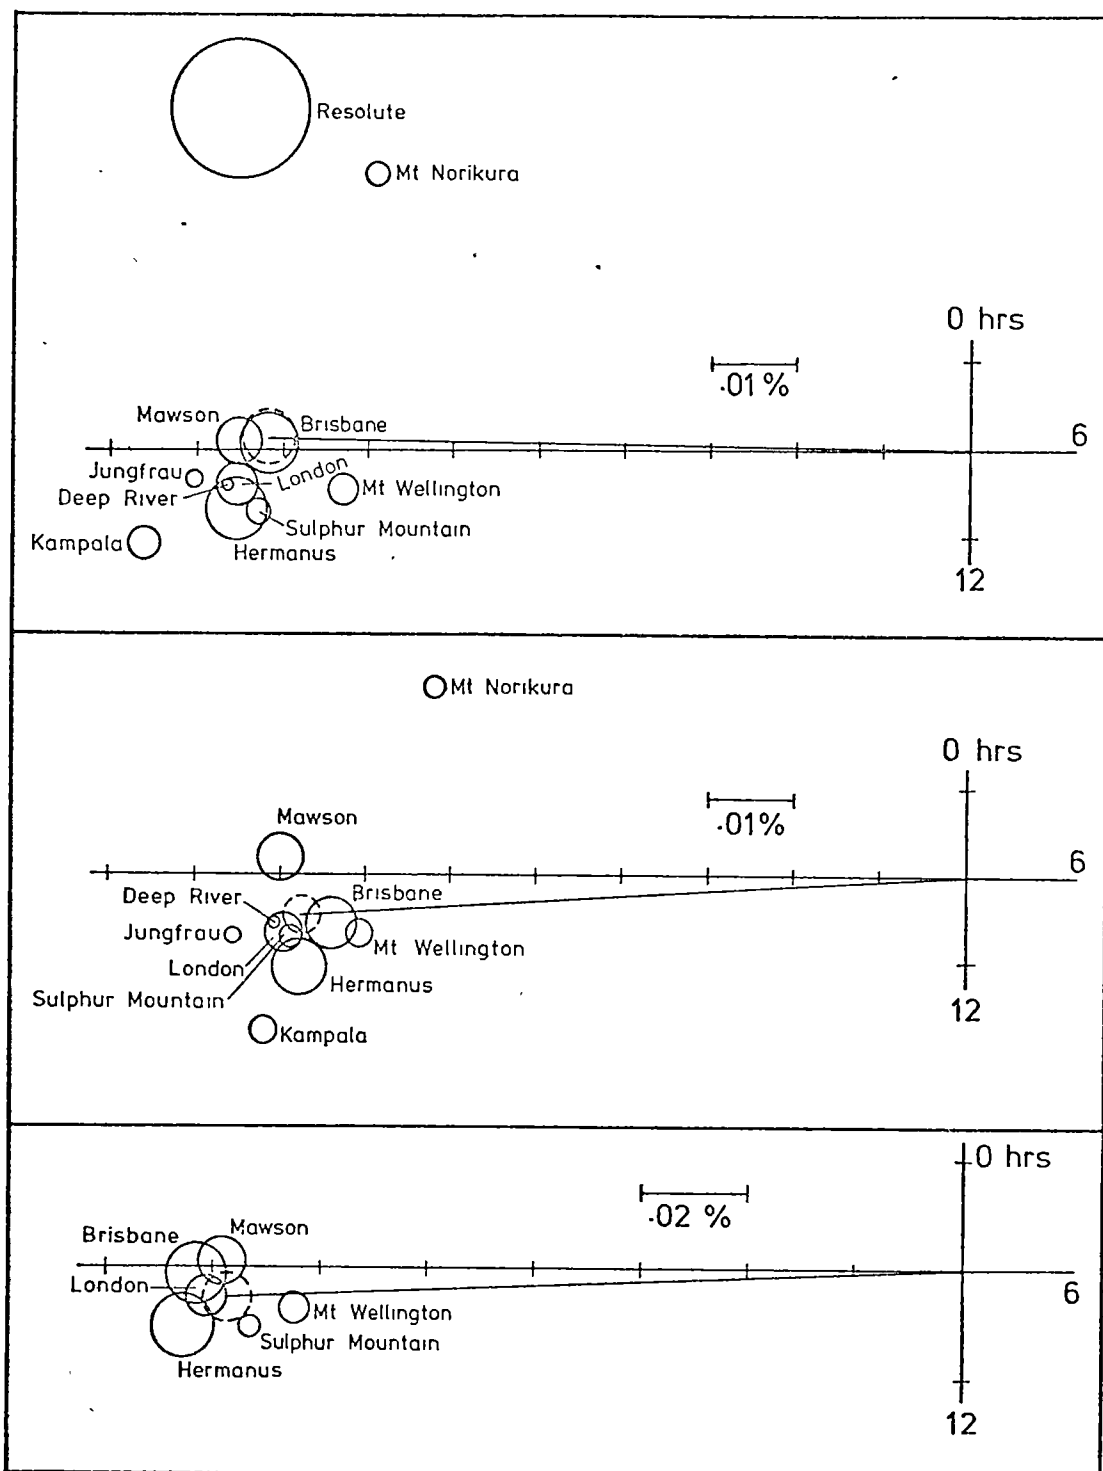 Resolute
Mt Norikura
0 hrs
.01 %
Mawson
Brisbane
6
Jungfrau
London
Deep River
Mt Wellington
Sulphur Mountain
Kampala
Hermanus
12
Mt Norikura
0 hrs
.01%
Mawson
6
Deep River
Brisbane
Jungfrau
Mt Wellington
London
Hermanus
Sulphur Mountain
12
Kampala
0 hrs
.02 %
Brisbane
Mawson
London
6
Mt Wellington
Sulphur Mountain
Hermanus
12